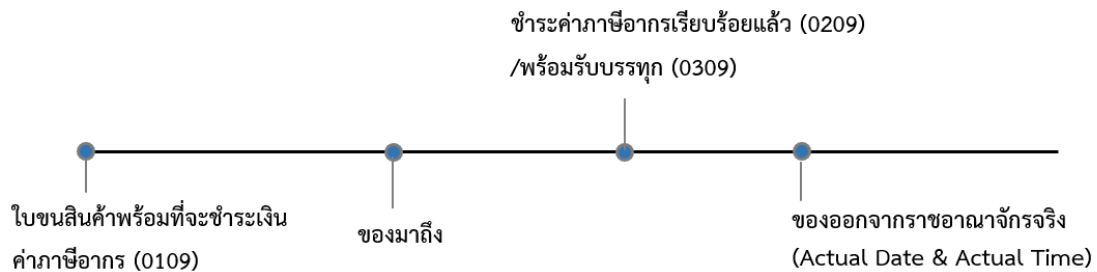 ชำระค่าภาษีอากรเรียบร้อยแล้ว (0209)
/พร้อมรับบรรทุก (0309)
ใบขนสินค้าพร้อมที่จะชำระเงิน
ค่าภาษีอากร (0109)
ของมาถึง
ของออกจากราชอาณาจักรจริง
(Actual Date & Actual Time)